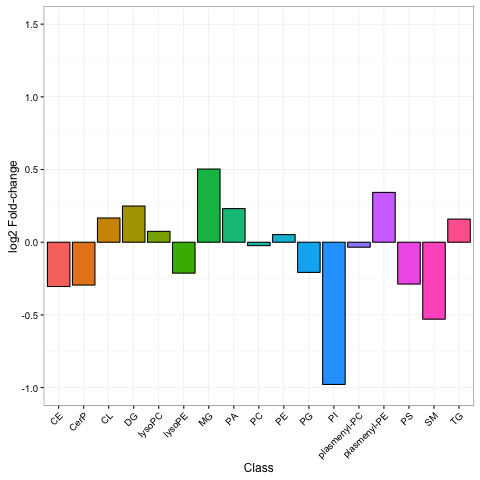 log2 Fold-change
1.5
1.0
0.5
0.0
-0.5
-1.0
CE
CerP
CL
DG
lysoPC
lysoPE
MG
PA
PC
PE
PG
PI
plasmenyl-PC
plasmenyl-PE
PS
SM
TG
Class